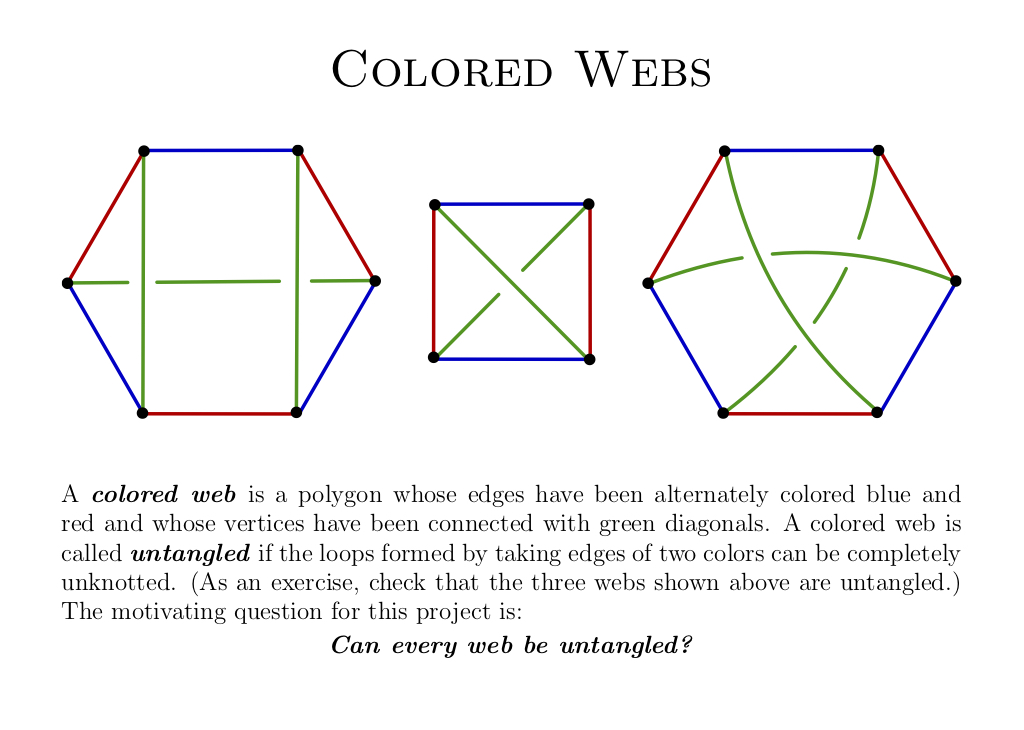 Colored Webs
A colored web is a polygon whose edges have been alternately colored blue and
red and whose vertices have been connected with green diagonals. A colored web is
called untangled if the loops formed by taking edges of two colors can be completely
unknotted. (As an exercise, check that the three webs shown above are untangled.)
The motivating question for this project is:
Can every web be untangled?